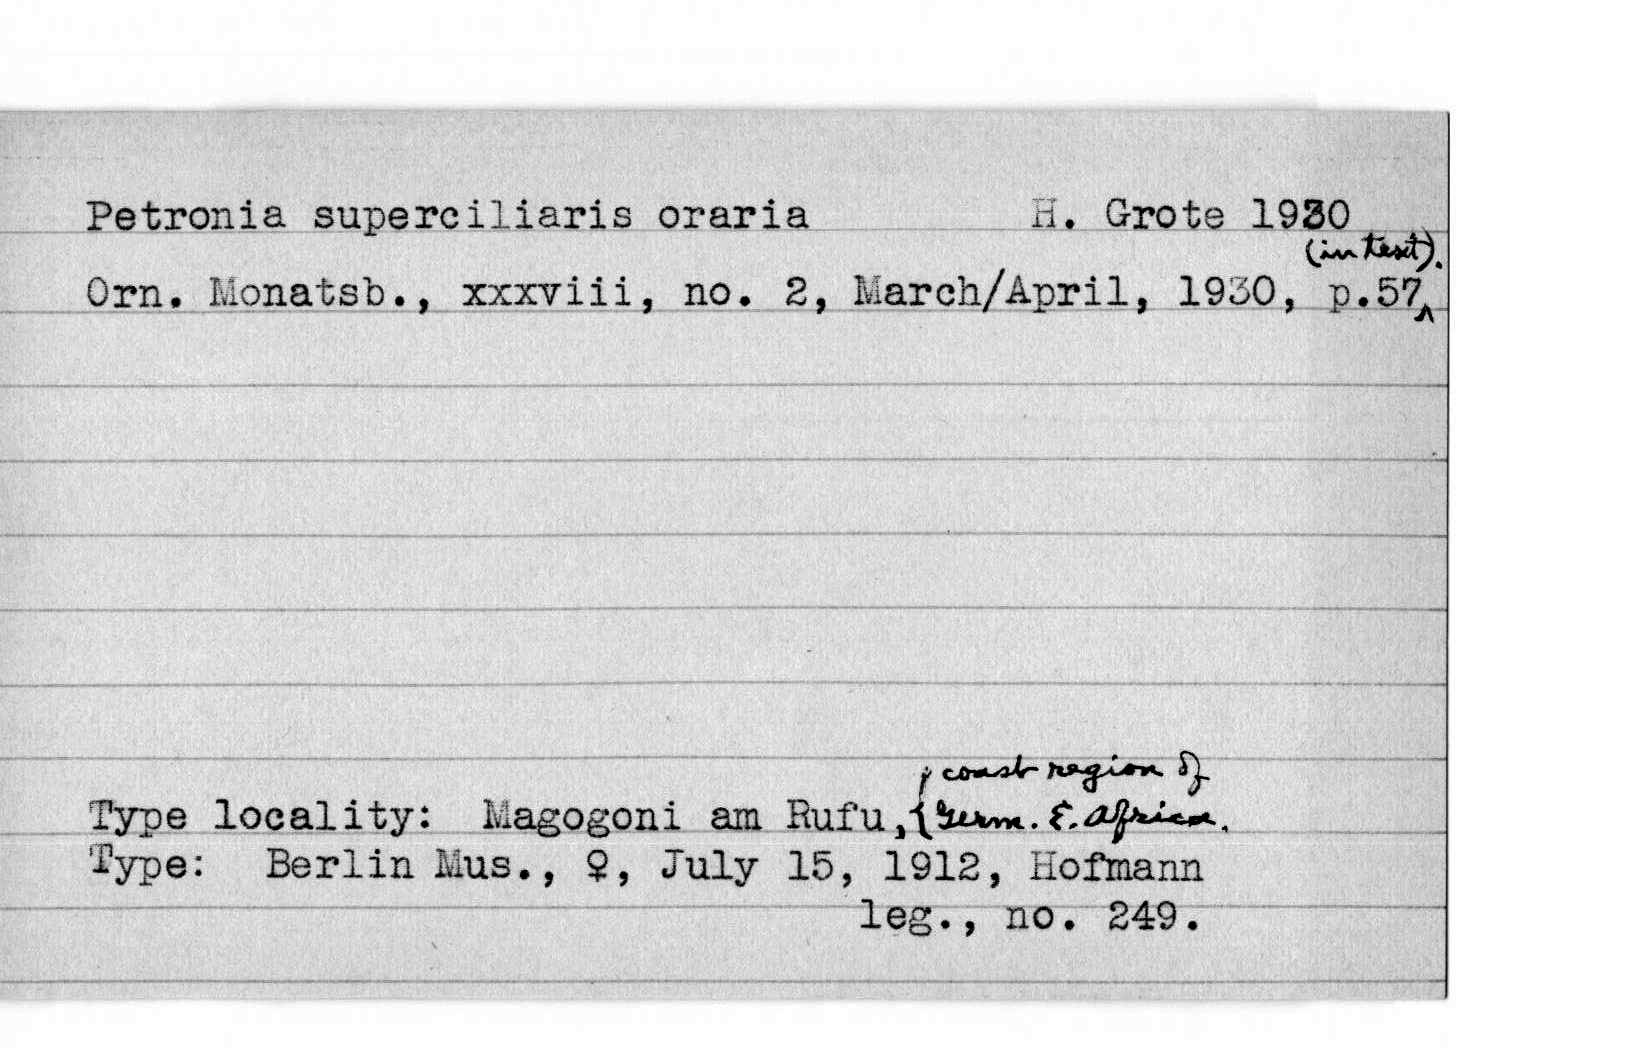 Petronia superciliaris oraria H. Grote 1930
(in text).
Orn. Monatsb., xxxviii, no. 2, March/April, 1930, p.57^
coast region of
Type locality: Magogoni am Rufu, {Germ. E. Africa.
Type: Berlin Mus., ♀, July 15, 1912, Hofmann
leg., no. 249.